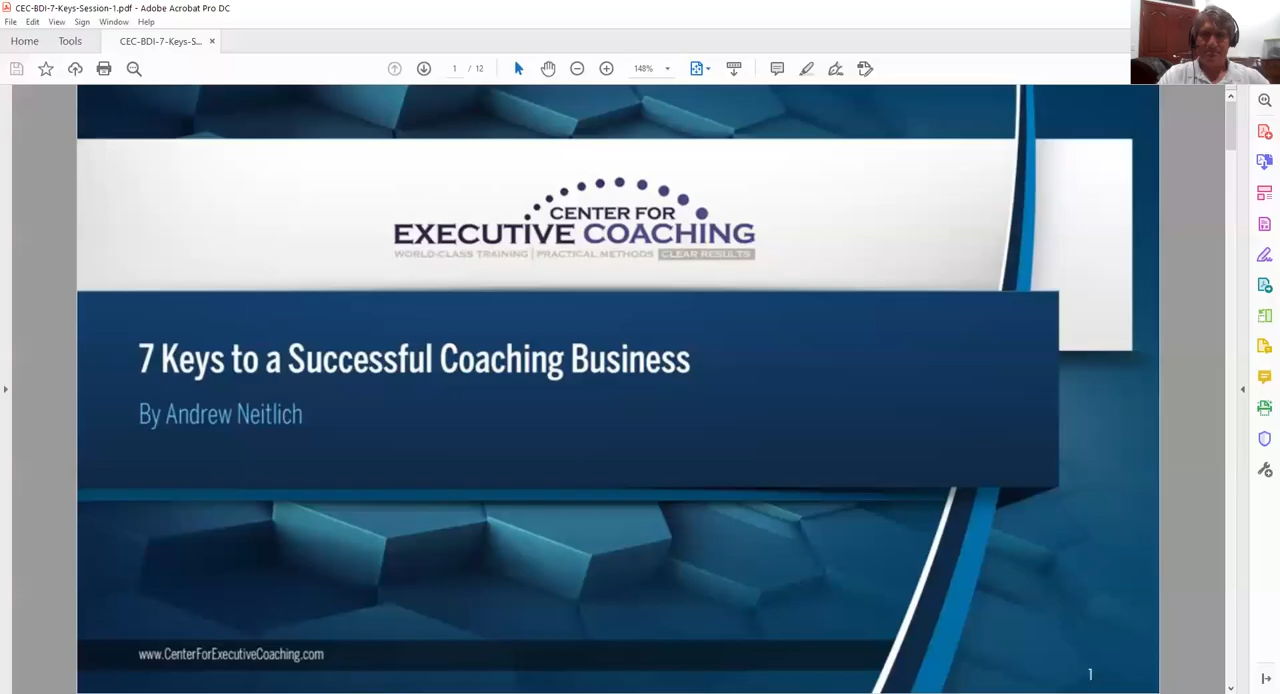 CEC-BDI-7-Keys-Session-1.pdf - Adobe Acrobat Pro DC
File Edit View Sign Window Help
Home Tools CEC-BDI-7-Keys-S... ×
1 / 12 148%
CENTER FOR
EXECUTIVE COACHING
WORLD-CLASS TRAINING | PRACTICAL METHODS CLEAR RESULTS
7 Keys to a Successful Coaching Business
By Andrew Neitlich
www.CenterForExecutiveCoaching.com
1